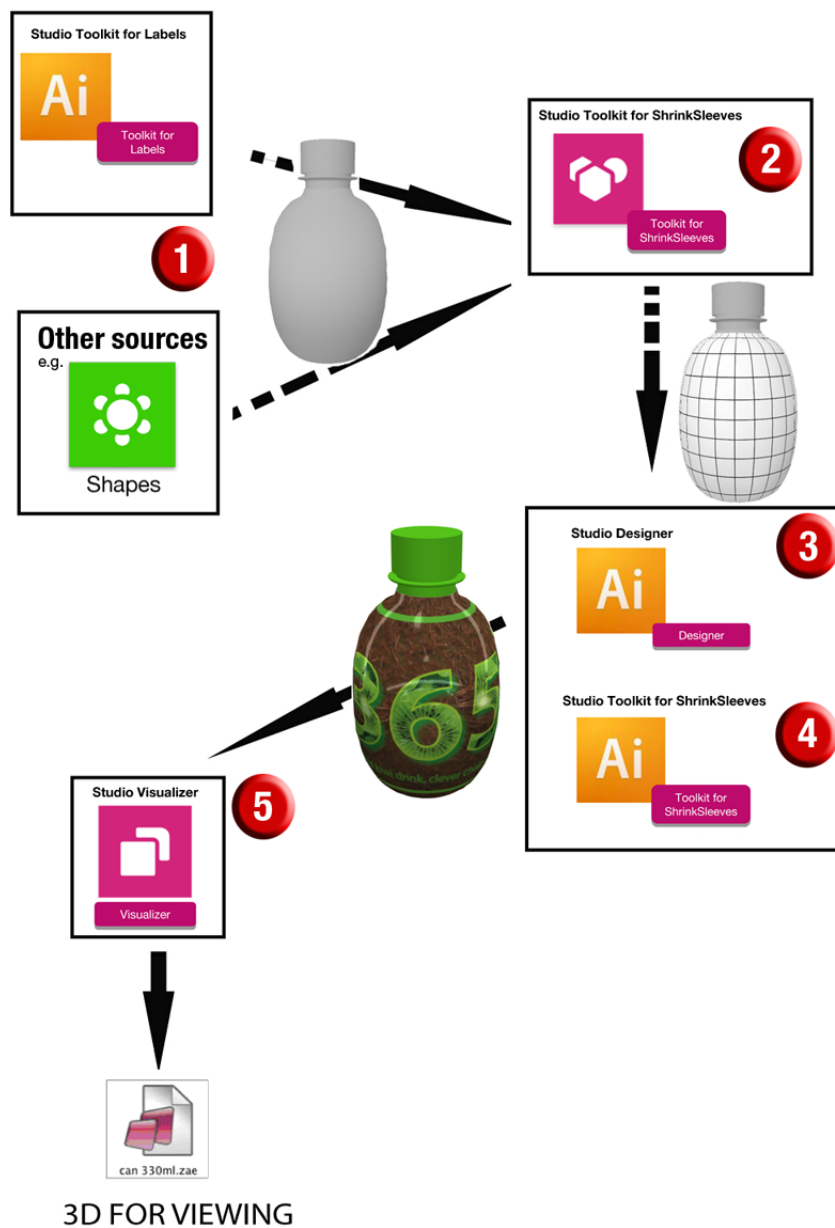 Studio Toolkit for Labels
Ai
Toolkit for
Labels
1
Other sources
e.g.
Shapes
Studio Toolkit for ShrinkSleeves
2
Toolkit for
ShrinkSleeves
Studio Designer
3
Ai
Designer
Studio Toolkit for ShrinkSleeves
4
Ai
Toolkit for
ShrinkSleeves
365
drink, clever
Studio Visualizer
5
Visualizer
can 330ml.zae
3D FOR VIEWING